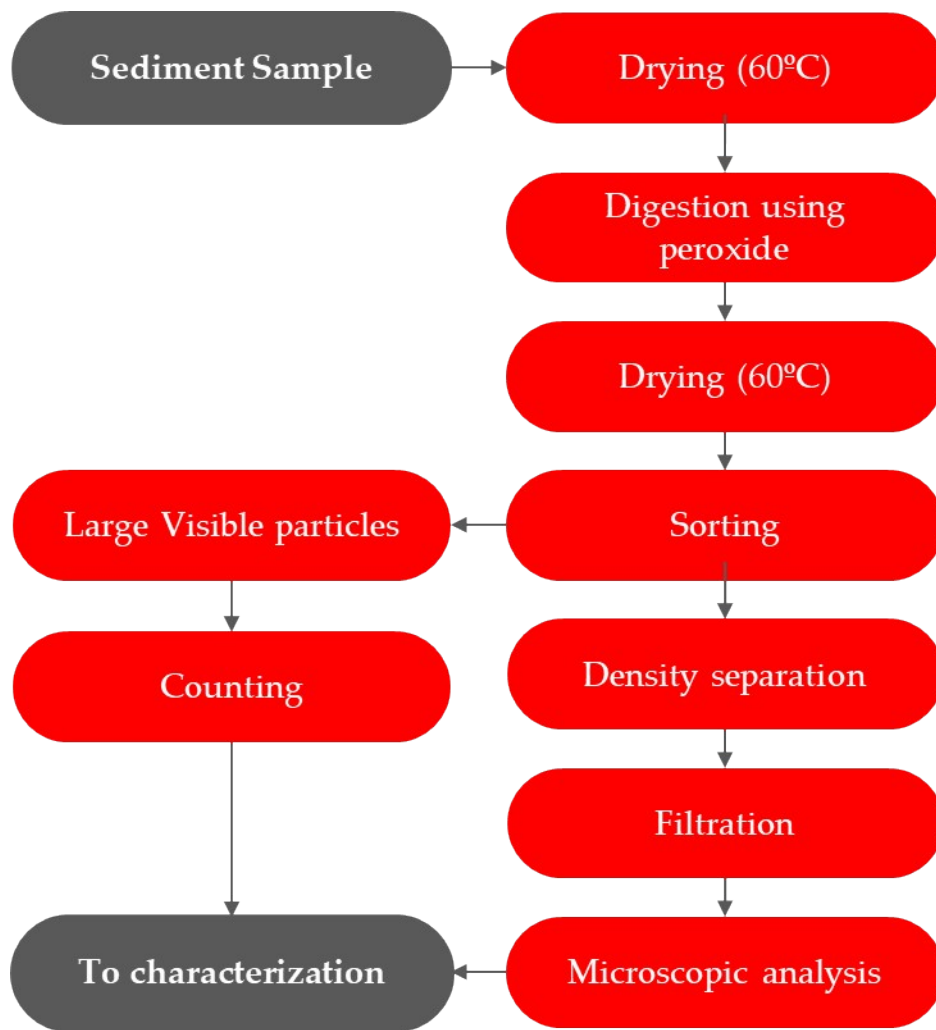 Sediment Sample
Drying (60ºC)
Digestion using
peroxide
Drying (60ºC)
Large Visible particles
Sorting
Counting
Density separation
Filtration
To characterization
Microscopic analysis